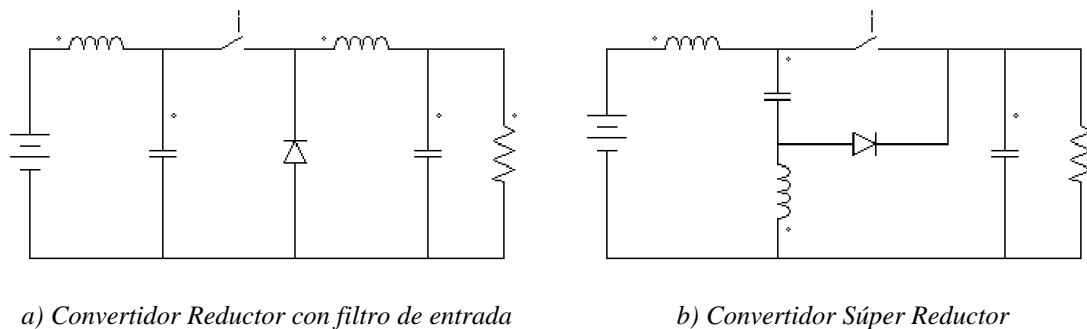 a) Convertidor Reductor con filtro de entrada
b) Convertidor Súper Reductor